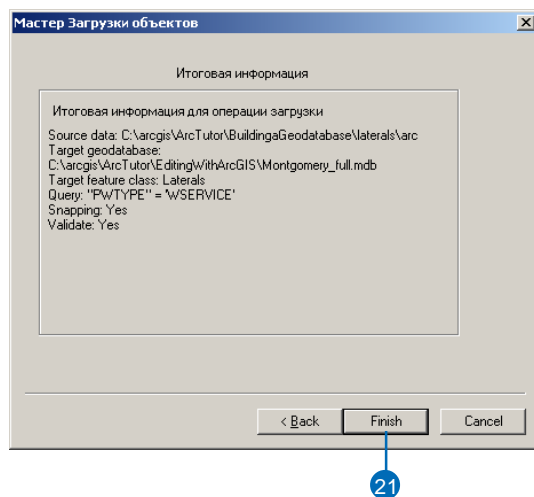 Мастер Загрузки объектов
Итоговая информация
Итоговая информация для операции загрузки
Source data: C:\arcgis\ArcTutor\BuildingaGeodatabase\laterals\arc
Target geodatabase:
C:\arcgis\ArcTutor\EditingWithArcGIS\Montgomery_full.mdb
Target feature class: Laterals
Query: "PWTYPE" = 'WSERVICE'
Snapping: Yes
Validate: Yes
< Back Finish Cancel
21